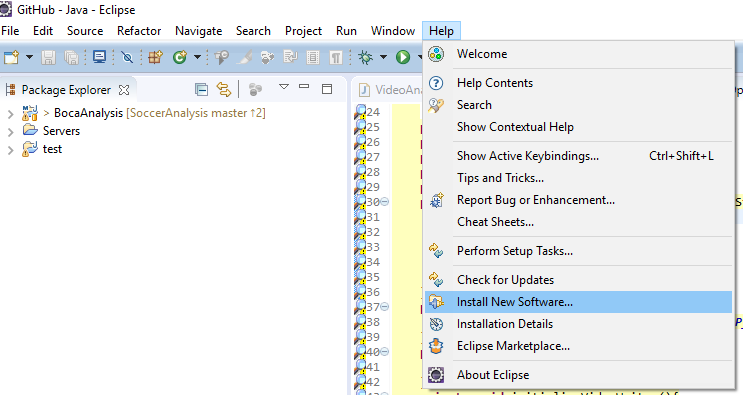 GitHub - Java - Eclipse
File Edit Source Refactor Navigate Search Project Run Window Help
Package Explorer
> BocaAnalysis [SoccerAnalysis master ↑2]
Servers
test
VideoAna
24
25
26
27
28
29
30
31
32
33
34
35
36
37
38
39
40
41
42
Welcome
Help Contents
Search
Show Contextual Help
Show Active Keybindings... Ctrl+Shift+L
Tips and Tricks...
Report Bug or Enhancement...
Cheat Sheets...
Perform Setup Tasks...
Check for Updates
Install New Software...
Installation Details
Eclipse Marketplace...
About Eclipse